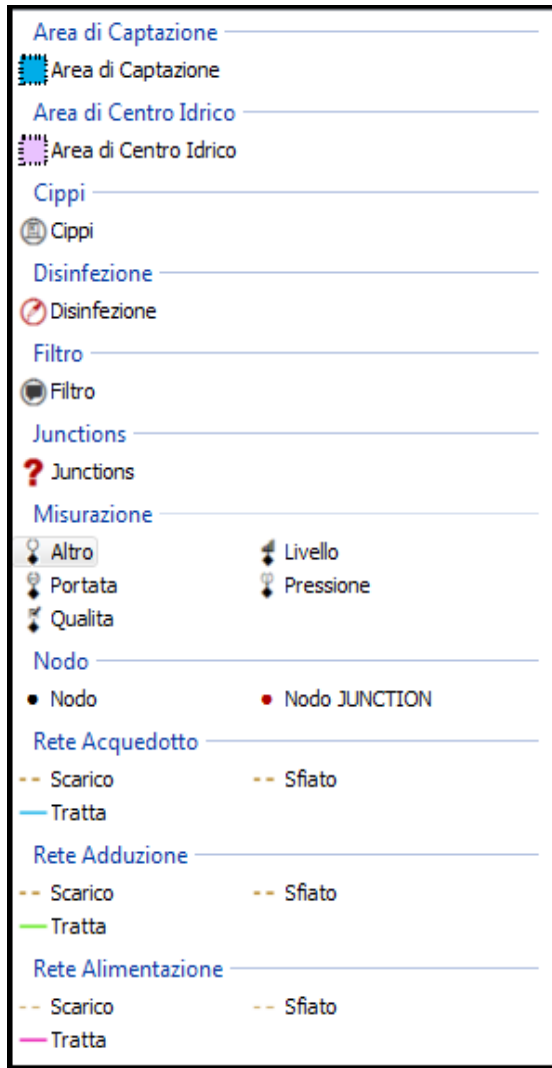 Area di Captazione
Area di Captazione
Area di Centro Idrico
Area di Centro Idrico
Cippi
Cippi
Disinfezione
Disinfezione
Filtro
Filtro
Junctions
? Junctions
Misurazione
Altro Livello
Portata Pressione
Qualita
Nodo
Nodo Nodo JUNCTION
Rete Acquedotto
Scarico Sfiato
Tratta
Rete Adduzione
Scarico Sfiato
Tratta
Rete Alimentazione
Scarico Sfiato
Tratta